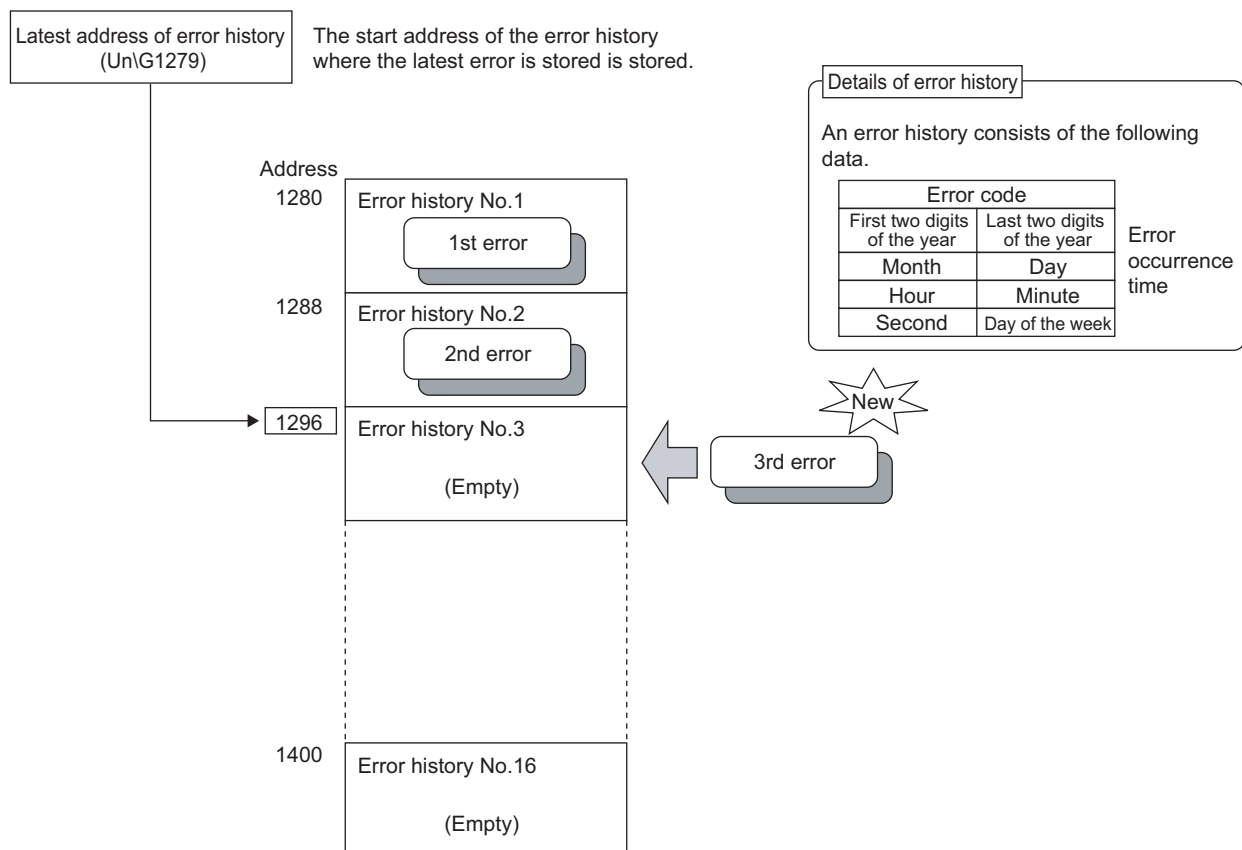 Latest address of error history
(Un\G1279)
The start address of the error history
where the latest error is stored is stored.
Details of error history
An error history consists of the following
data.
Error code
First two digits
of the year
Last two digits
of the year
Month
Day
Hour
Minute
Second
Day of the week
Error
occurrence
time
Address
1280
Error history No.1
1st error
1288
Error history No.2
2nd error
New
1296
Error history No.3
(Empty)
3rd error
1400
Error history No.16
(Empty)